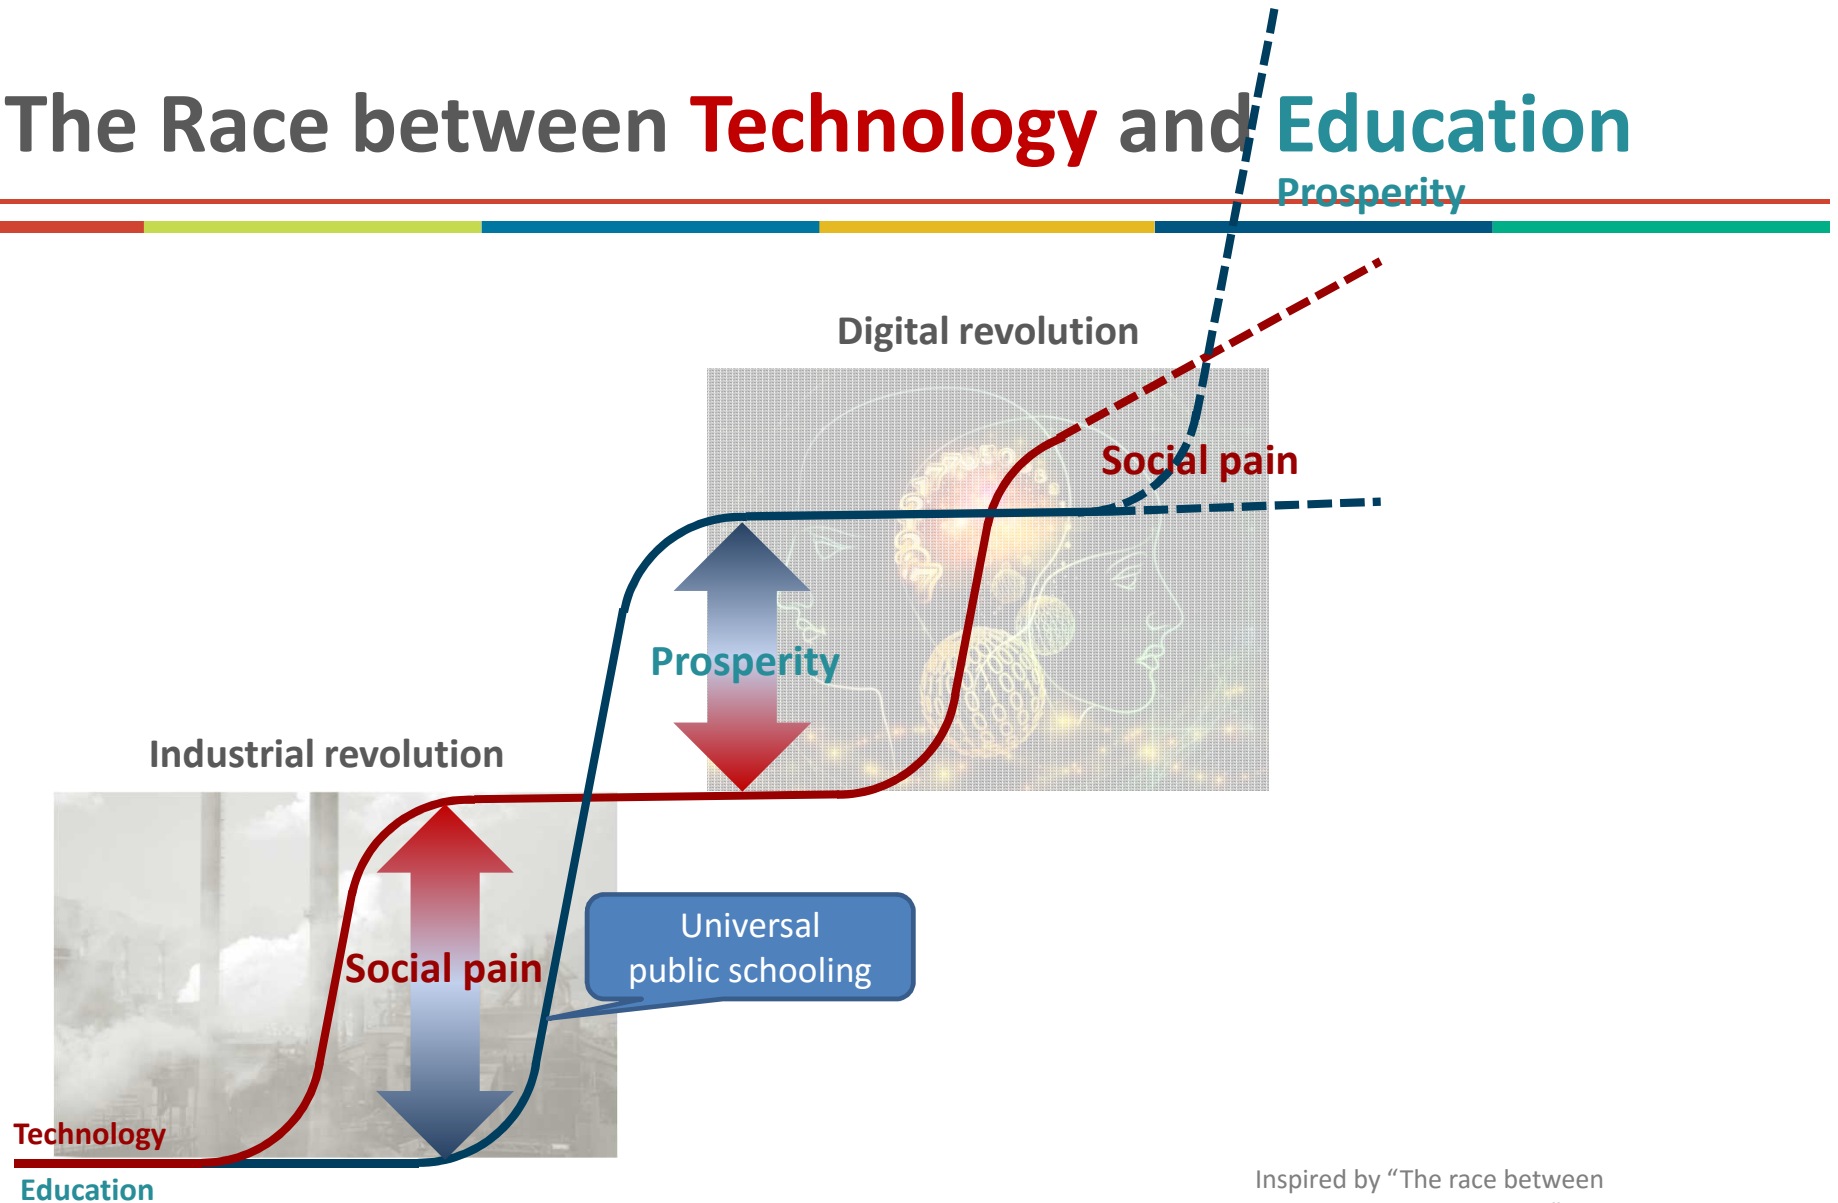 The Race between Technology and Education
Prosperity
Digital revolution
Social pain
Prosperity
Industrial revolution
Universal
public schooling
Social pain
Technology
Education
Inspired by “The race between